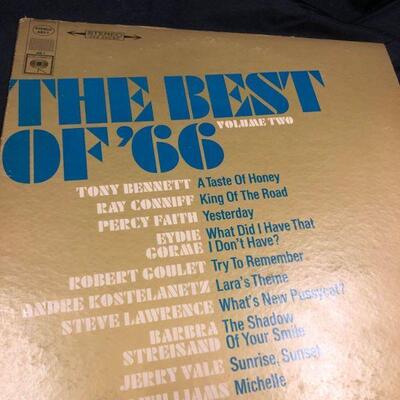 STEREO
THE BEST
OF '66
VOLUME TWO
TONY BENNETT A Taste Of Honey
RAY CONNIFF King Of The Road
PERCY FAITH Yesterday
EYDIE GORME What Did I Have That
I Don't Have?
ROBERT GOULET Try To Remember
ANDRE KOSTELANETZ Lara's Theme
STEVE LAWRENCE What's New Pussycat?
BARBRA STREISAND The Shadow
Of Your Smile
JERRY VALE Sunrise, Sunset
WILLIAMS Michelle